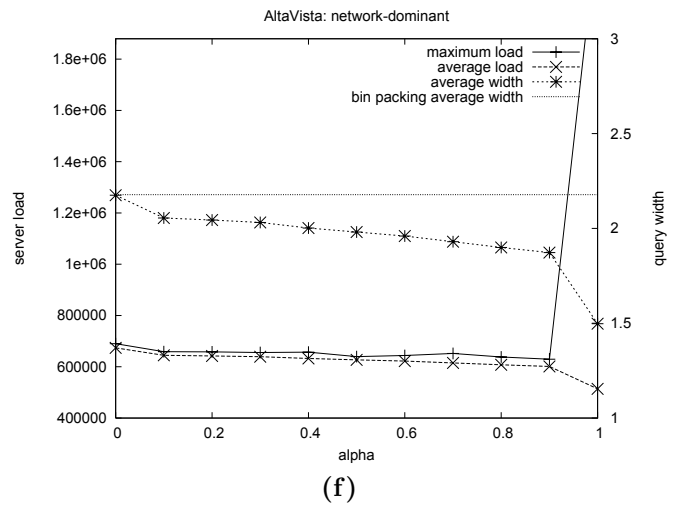 AltaVista: network-dominant
maximum load
average load
average width
bin packing average width
1.8e+06
1.6e+06
1.4e+06
1.2e+06
1e+06
800000
600000
400000
server load
3
2.5
2
1.5
1
query width
0 0.2 0.4 0.6 0.8 1
alpha
(f)